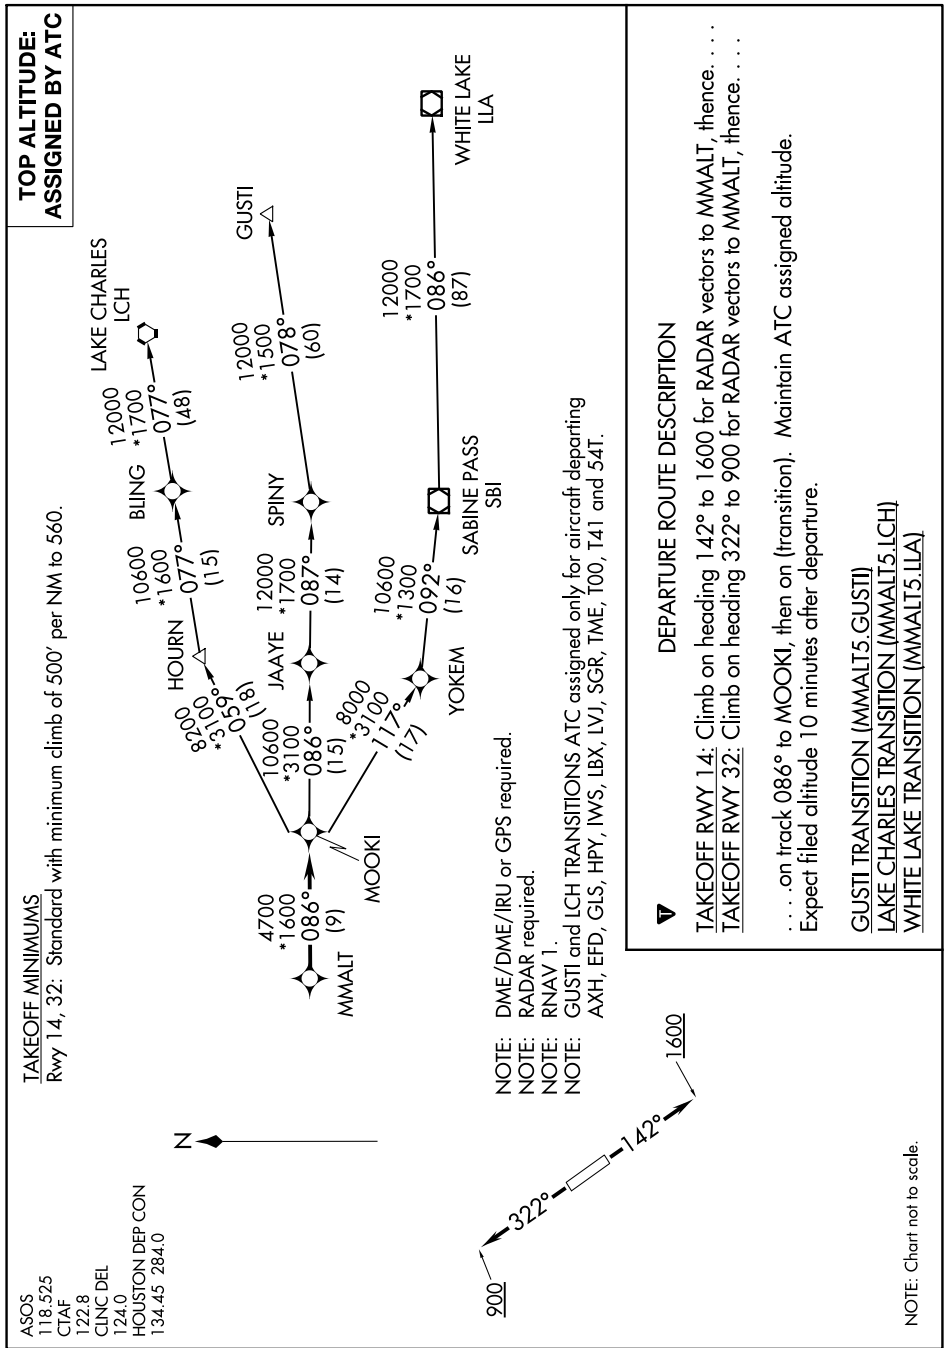 TOP ALTITUDE:
ASSIGNED BY ATC
ASOS
118.525
CTAF
122.8
CLNC DEL
124.0
HOUSTON DEP CON
134.45 284.0
TAKEOFF MINIMUMS
Rwy 14, 32: Standard with minimum climb of 500' per NM to 560.
N
LAKE CHARLES
LCH
12000
*1700
077°
(48)
BLING
10600
*1600
077°
(15)
HOURN
8200
*3100
059°
(18)
GUSTI
12000
*1500
078°
(60)
SPINY
12000
*1700
087°
(14)
JAAYE
10600
*3100
086°
(15)
MOOKI
4700
*1600
086°
(9)
MMALT
8000
*3100
117°
(17)
YOKEM
10600
*1300
092°
(16)
SABINE PASS
SBI
12000
*1700
086°
(87)
WHITE LAKE
LLA
NOTE: DME/DME/IRU or GPS required.
NOTE: RADAR required.
NOTE: RNAV 1.
NOTE: GUSTI and LCH TRANSITIONS ATC assigned only for aircraft departing
AXH, EFD, GLS, HPY, IWS, LBX, LVJ, SGR, TME, T00, T41 and 54T.
900
322°
142°
1600
NOTE: Chart not to scale.
DEPARTURE ROUTE DESCRIPTION
T
TAKEOFF RWY 14: Climb on heading 142° to 1600 for RADAR vectors to MMALT, thence. . . .
TAKEOFF RWY 32: Climb on heading 322° to 900 for RADAR vectors to MMALT, thence. . . .
. . . .on track 086° to MOOKI, then on (transition). Maintain ATC assigned altitude.
Expect filed altitude 10 minutes after departure.
GUSTI TRANSITION (MMALT5.GUSTI)
LAKE CHARLES TRANSITION (MMALT5.LCH)
WHITE LAKE TRANSITION (MMALT5.LLA)